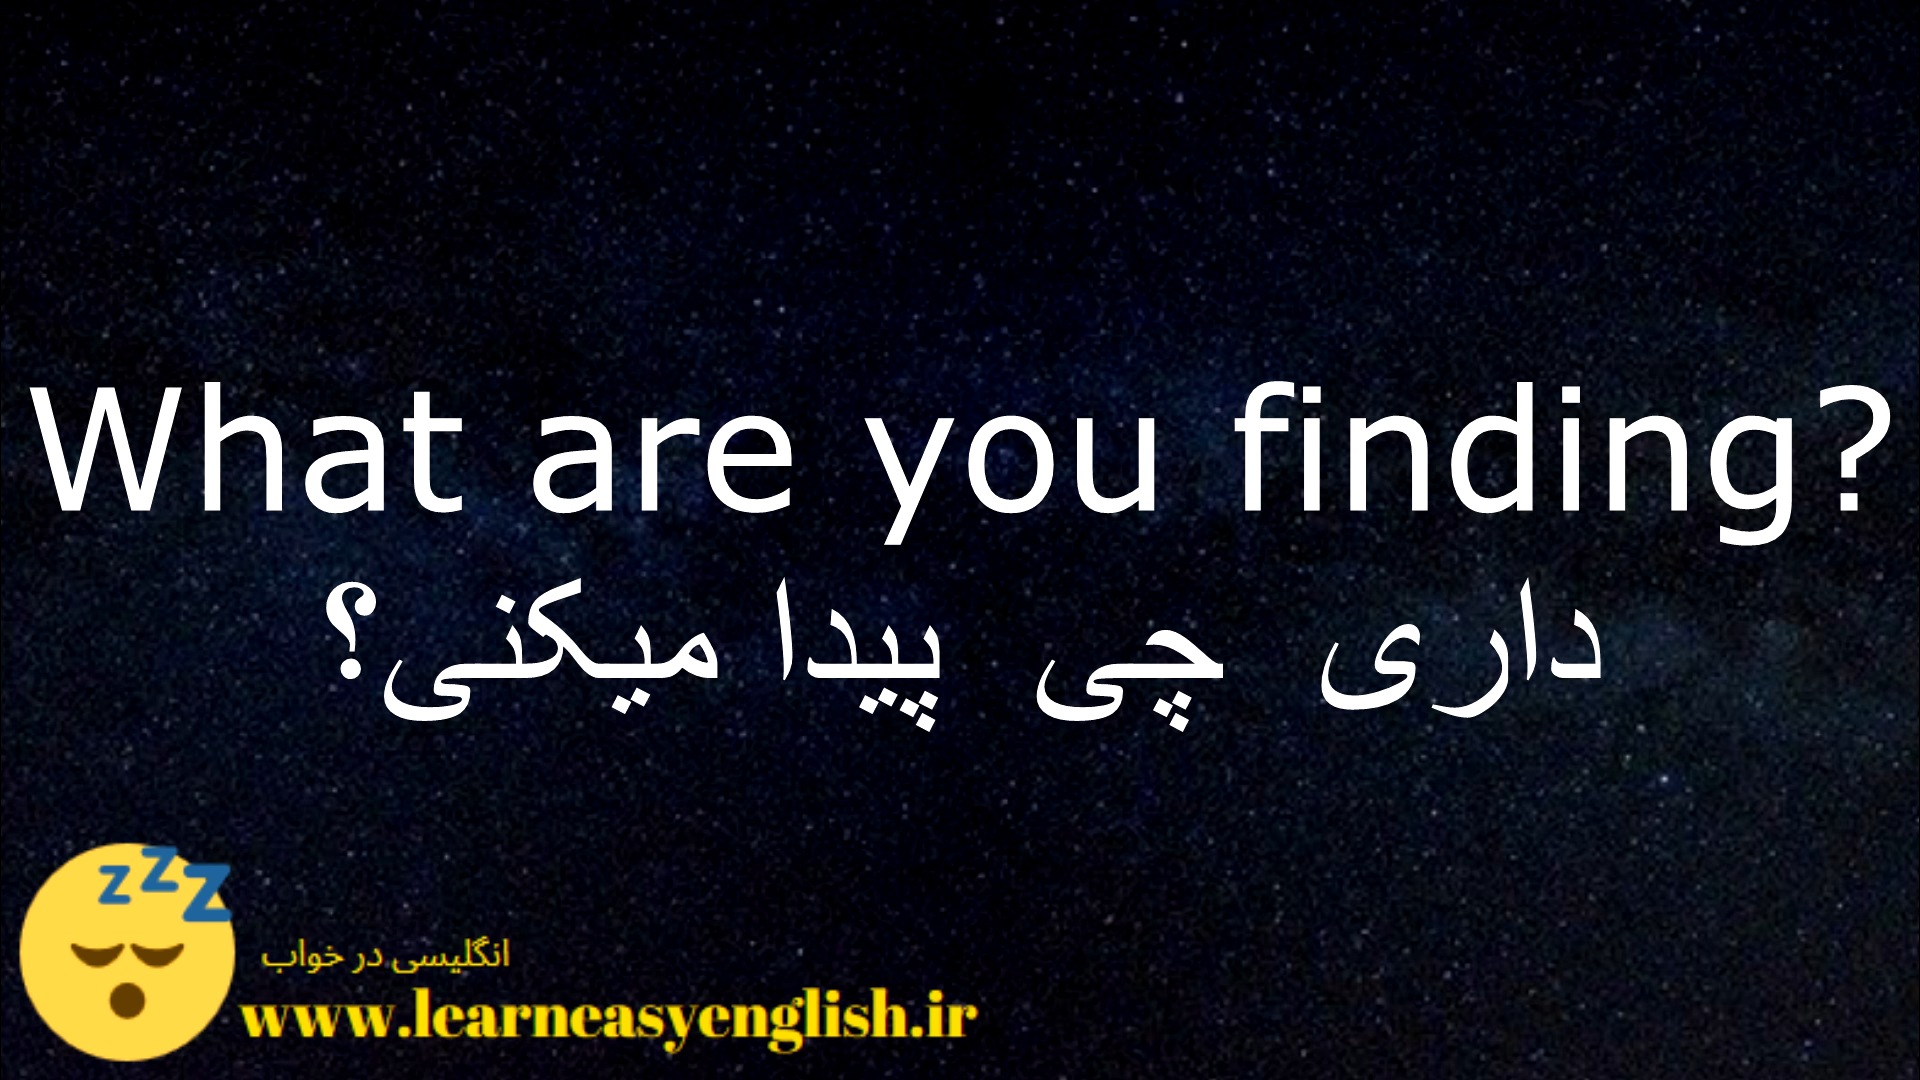 What are you finding?
داری چی پیدا میکنی؟
z z z
انگلیسی در خواب
www.learneasyenglish.ir